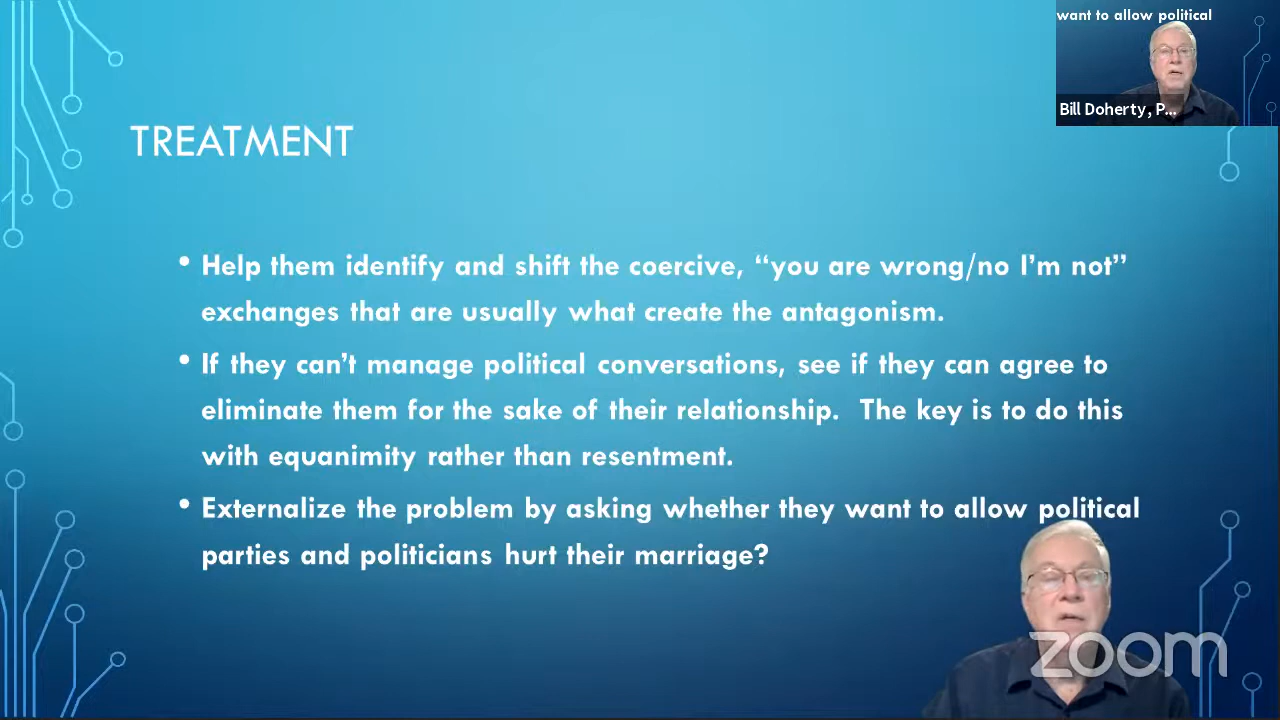 want to allow political
Bill Doherty, P...
TREATMENT
• Help them identify and shift the coercive, “you are wrong/no I’m not”
exchanges that are usually what create the antagonism.
• If they can’t manage political conversations, see if they can agree to
eliminate them for the sake of their relationship.  The key is to do this
with equanimity rather than resentment.
• Externalize the problem by asking whether they want to allow political
parties and politicians hurt their marriage?
zoom